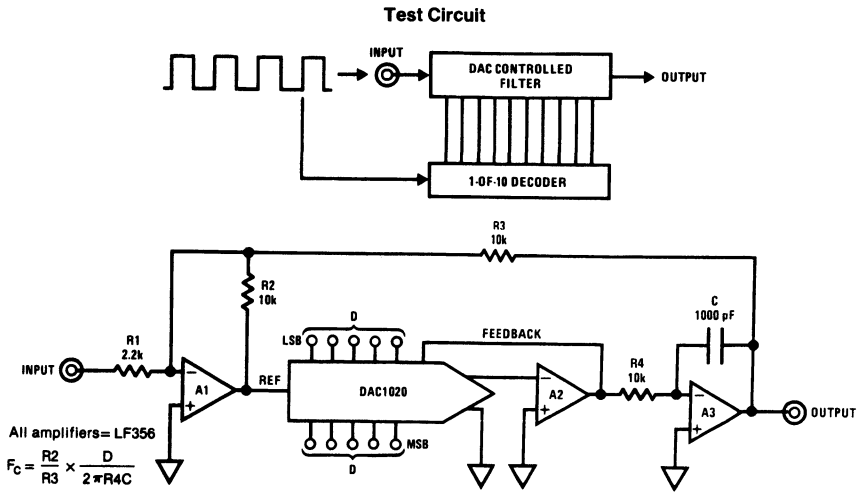 Test Circuit
INPUT
DAC CONTROLLED
FILTER
OUTPUT
1-OF-10 DECODER
R3
10k
R2
10k
D
LSB
FEEDBACK
C
1000 pF
R1
2.2k
R4
10k
INPUT
A1
REF
DAC1020
A2
A3
OUTPUT
MSB
D
All amplifiers= LF356
FC = R2/R3 × D/2πR4C